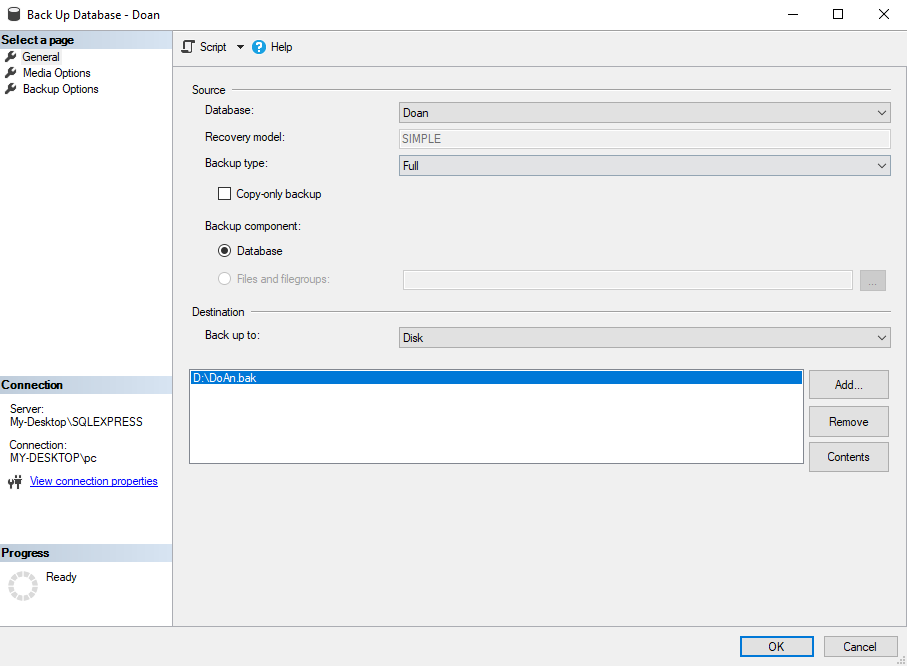 Back Up Database - Doan
Select a page
General
Media Options
Backup Options
Script
Help
Source
Database:
Doan
Recovery model:
SIMPLE
Backup type:
Full
Copy-only backup
Backup component:
Database
Files and filegroups:
...
Destination
Back up to:
Disk
D:\DoAn.bak
Add...
Remove
Contents
Connection
Server:
My-Desktop\SQLEXPRESS
Connection:
MY-DESKTOP\pc
View connection properties
Progress
Ready
OK
Cancel